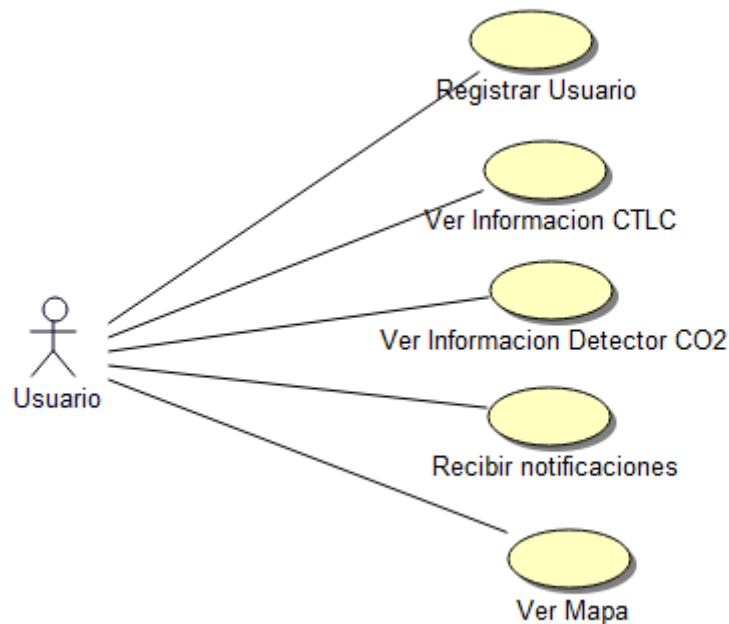 Registrar Usuario
Ver Informacion CTLC
Ver Informacion Detector CO2
Usuario
Recibir notificaciones
Ver Mapa